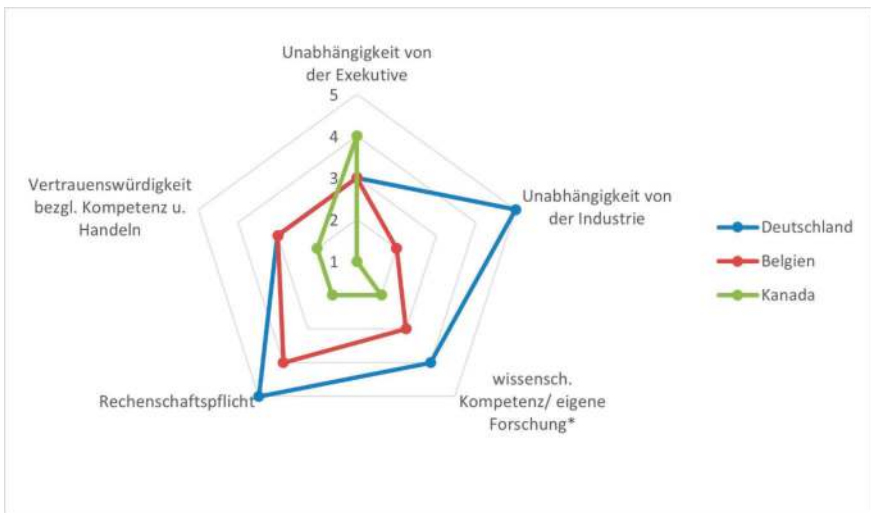 Unabhängigkeit von
der Exekutive
5
4
3
2
1
Unabhängigkeit von
der Industrie
wissensch.
Kompetenz/ eigene
Forschung*
Rechenschaftspflicht
Vertrauenswürdigkeit
bezgl. Kompetenz u.
Handeln
Deutschland
Belgien
Kanada